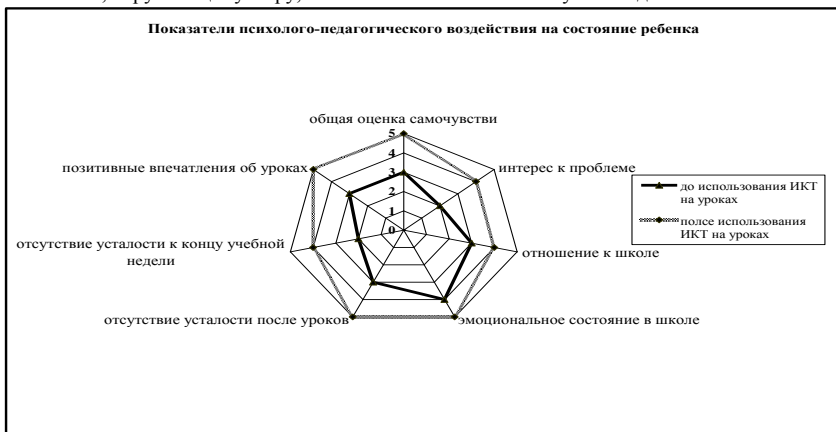 Показатели психолого-педагогического воздействия на состояние ребенка
общая оценка самочувстви
5
4
3
2
1
0
интерес к проблеме
отношение к школе
эмоциональное состояние в школе
отсутствие усталости после уроков
отсутствие усталости к концу учебной
недели
позитивные впечатления об уроках
до использования ИКТ
на уроках
полсе использования
ИКТ на уроках